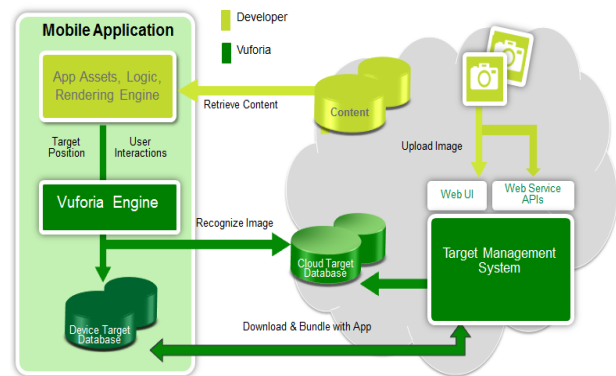 Mobile Application
Developer
Vuforia
App Assets, Logic,
Rendering Engine
Retrieve Content
Content
Target
Position
User
Interactions
Upload Image
Web UI
Web Service
APIs
Vuforia Engine
Recognize Image
Cloud Target
Database
Target Management
System
Device Target
Database
Download & Bundle with App